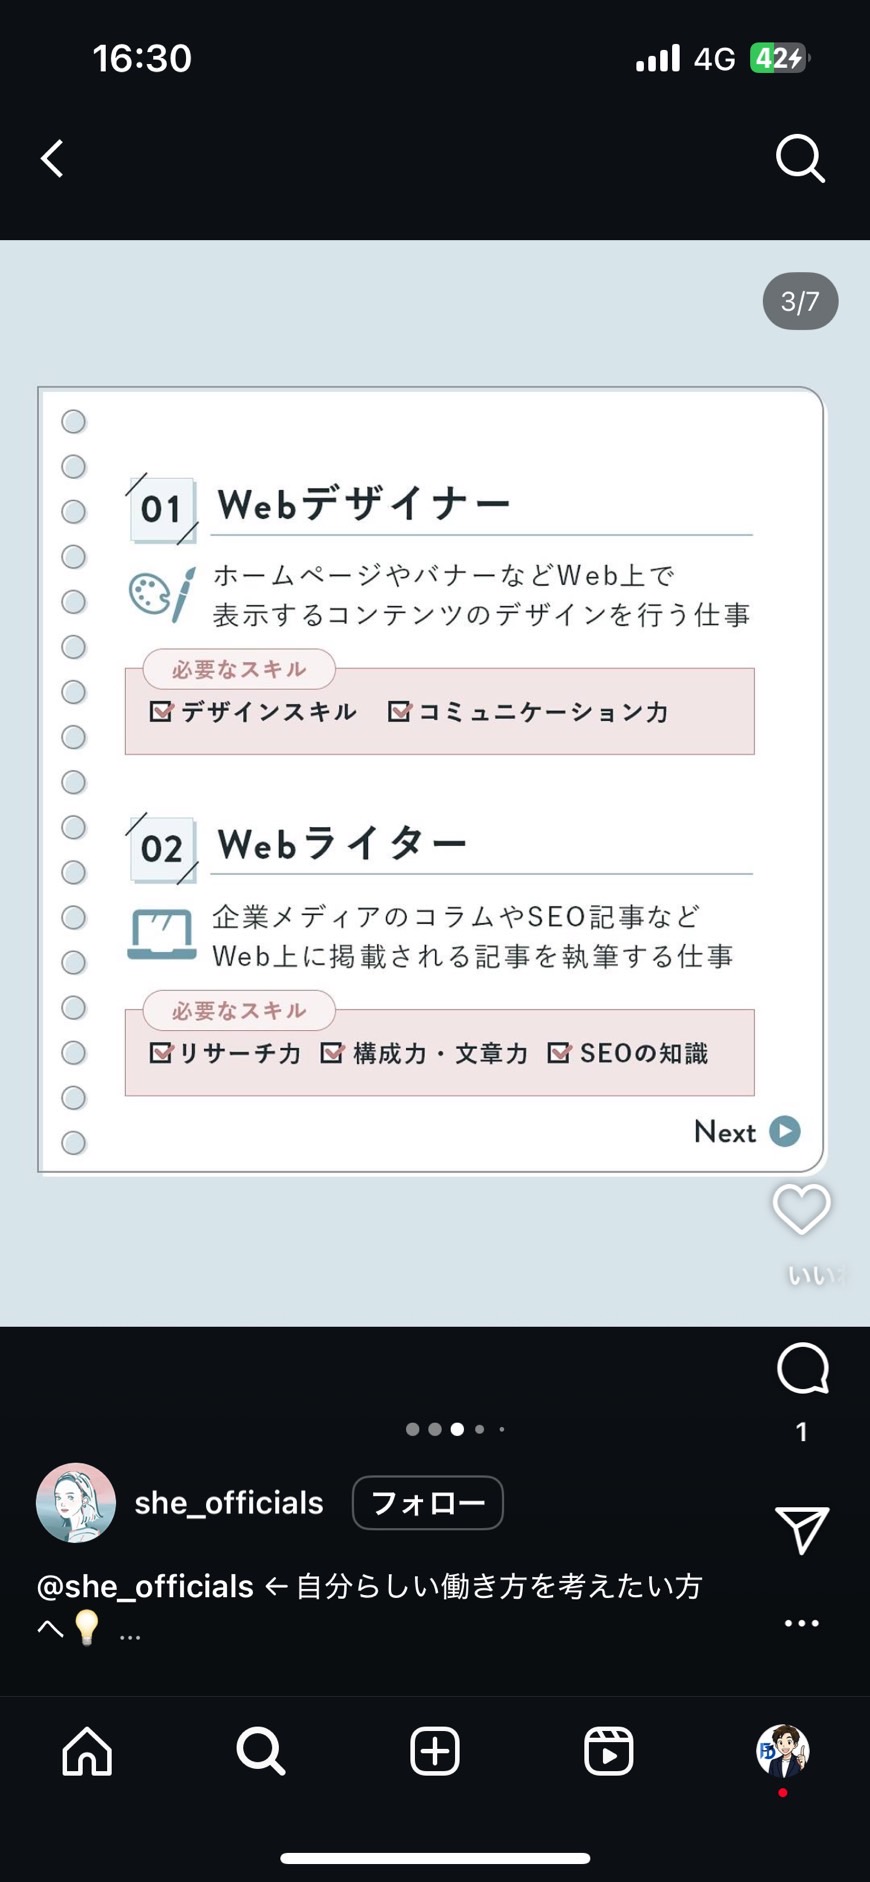 16:30
4G 42
3/7
01 Webデザイナー
ホームページやバナーなどWeb上で
表示するコンテンツのデザインを行う仕事
必要なスキル
デザインスキル コミュニケーション力
02 Webライター
企業メディアのコラムやSEO記事など
Web上に掲載される記事を執筆する仕事
必要なスキル
リサーチ力 構成力・文章力 SEOの知識
Next
いい
1
she_officials フォロー
@she_officials ← 自分らしい働き方を考えたい方
へ💡 ...